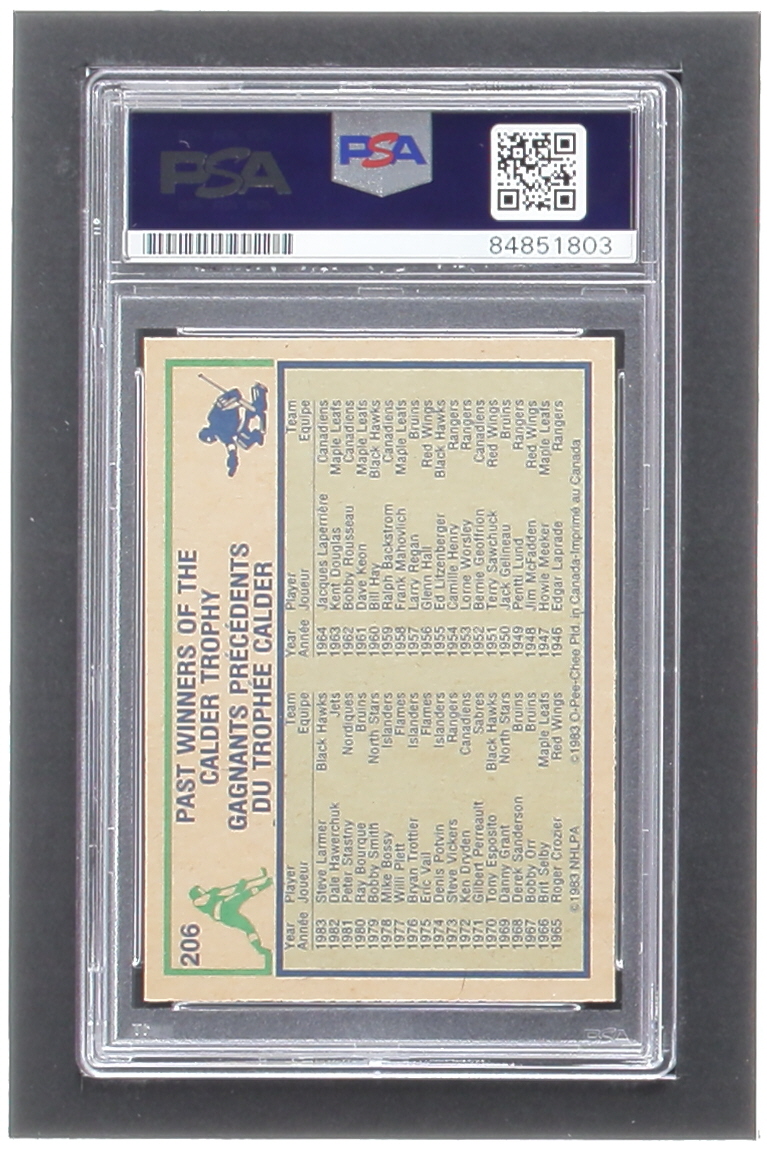 PSA
PSA
84851803
206
PAST WINNERS OF THE
CALDER TROPHY
GAGNANTS PRÉCÉDENTS
DU TROPHÉE CALDER
Year Player Team Year Player Team
Année Joueur Equipe Année Joueur Equipe
1983 Steve Larmer Black Hawks 1964 Jacques Laperrière Canadiens
1982 Dale Hawerchuk Jets 1963 Kent Douglas Maple Leafs
1981 Peter Stastny Nordiques 1962 Bobby Rousseau Canadiens
1980 Ray Bourque Bruins 1961 Dave Keon Maple Leafs
1979 Bobby Smith North Stars 1960 Bill Hay Black Hawks
1978 Mike Bossy Islanders 1959 Ralph Backstrom Canadiens
1977 Willi Plett Flames 1958 Frank Mahovlich Maple Leafs
1976 Bryan Trottier Islanders 1957 Larry Regan Bruins
1975 Eric Vail Flames 1956 Glenn Hall Red Wings
1974 Denis Potvin Islanders 1955 Ed Litzenberger Black Hawks
1973 Steve Vickers Rangers 1954 Camille Henry Rangers
1972 Ken Dryden Canadiens 1953 Lorne Worsley Rangers
1971 Gilbert Perreault Sabres 1952 Bernie Geoffrion Canadiens
1970 Tony Esposito Black Hawks 1951 Terry Sawchuck Red Wings
1969 Danny Grant North Stars 1950 Jack Gelineau Bruins
1968 Derek Sanderson Bruins 1949 Pentti Lund Rangers
1967 Bobby Orr Bruins 1948 Jim McFadden Red Wings
1966 Brit Selby Maple Leafs 1947 Howie Meeker Maple Leafs
1965 Roger Crozier Red Wings 1946 Edgar Laprade Rangers
©1983 NHLPA ©1983 O-Pee-Chee Ptd. in Canada-Imprimé au Canada
PSA